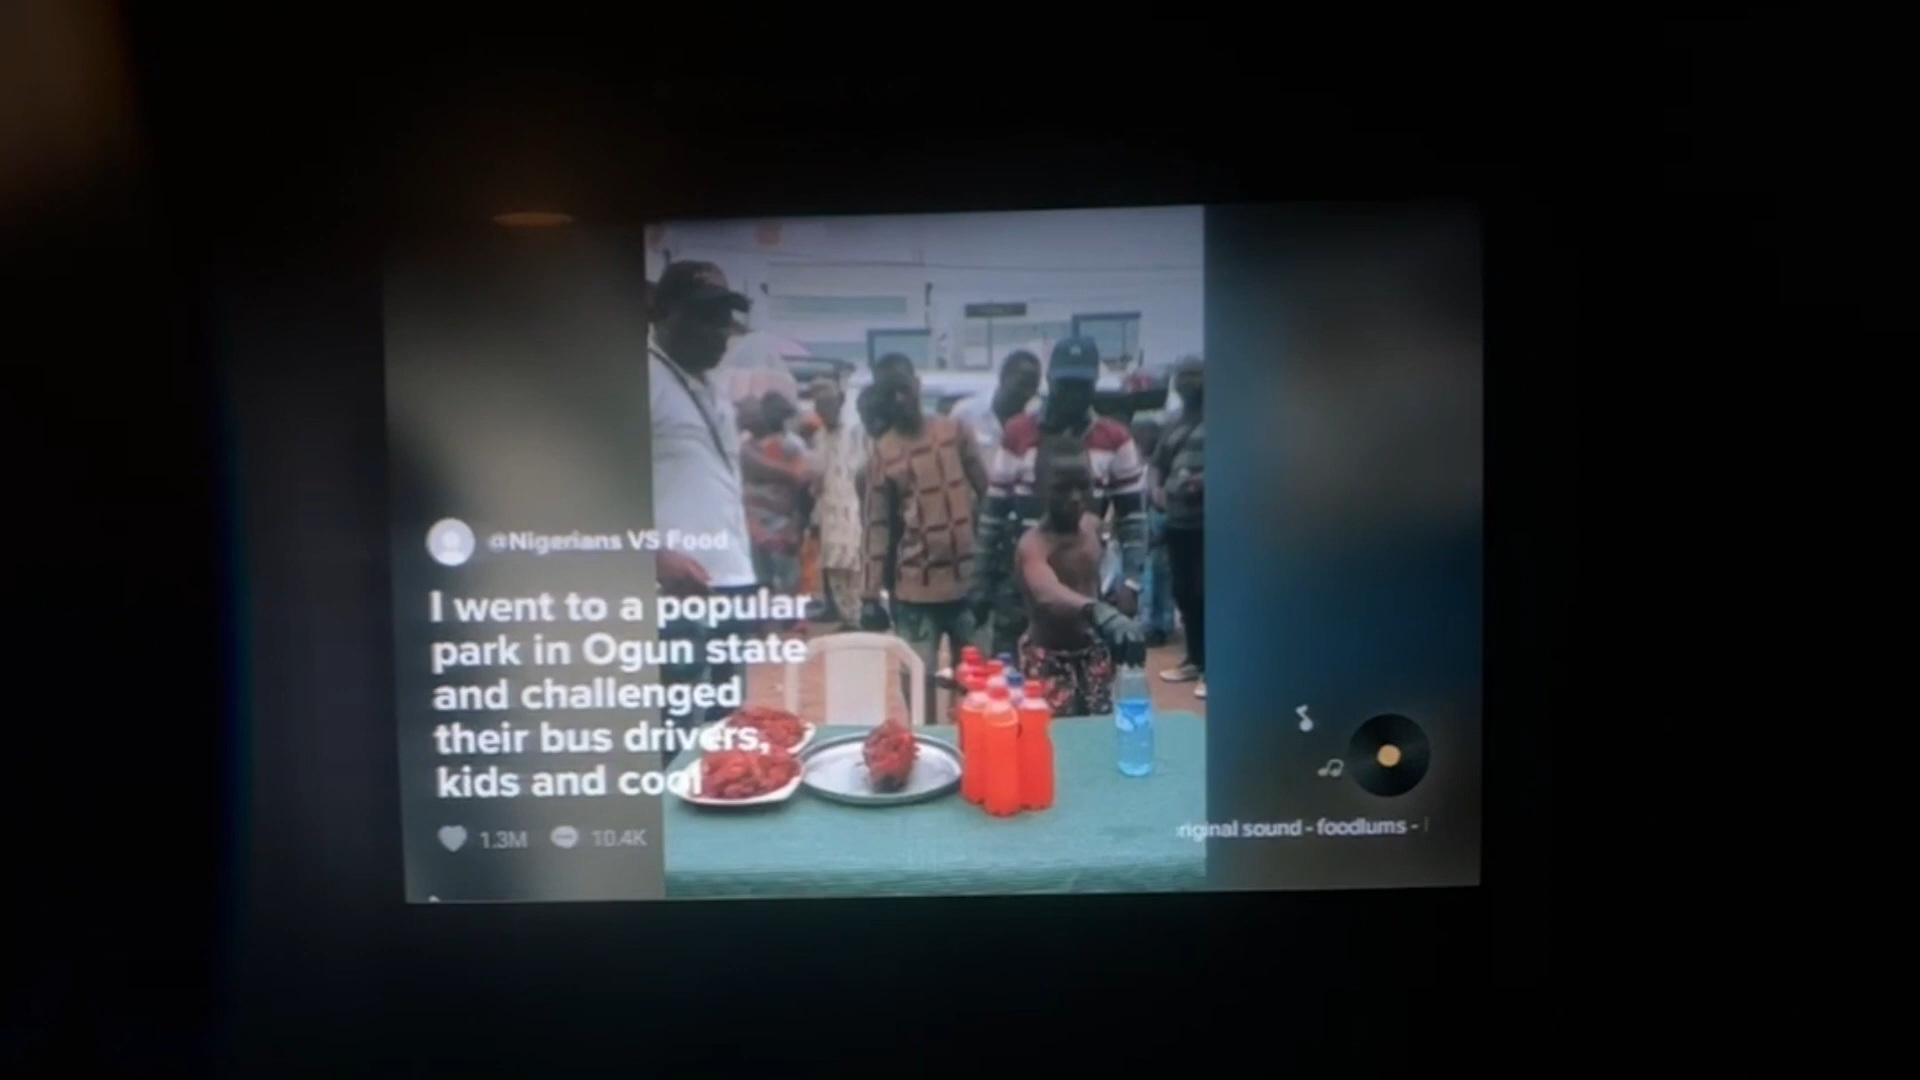 @Nigerians VS Food
I went to a popular
park in Ogun state
and challenged
their bus drivers,
kids and cool
1.3M 10.4K
riginal sound - foodlums -